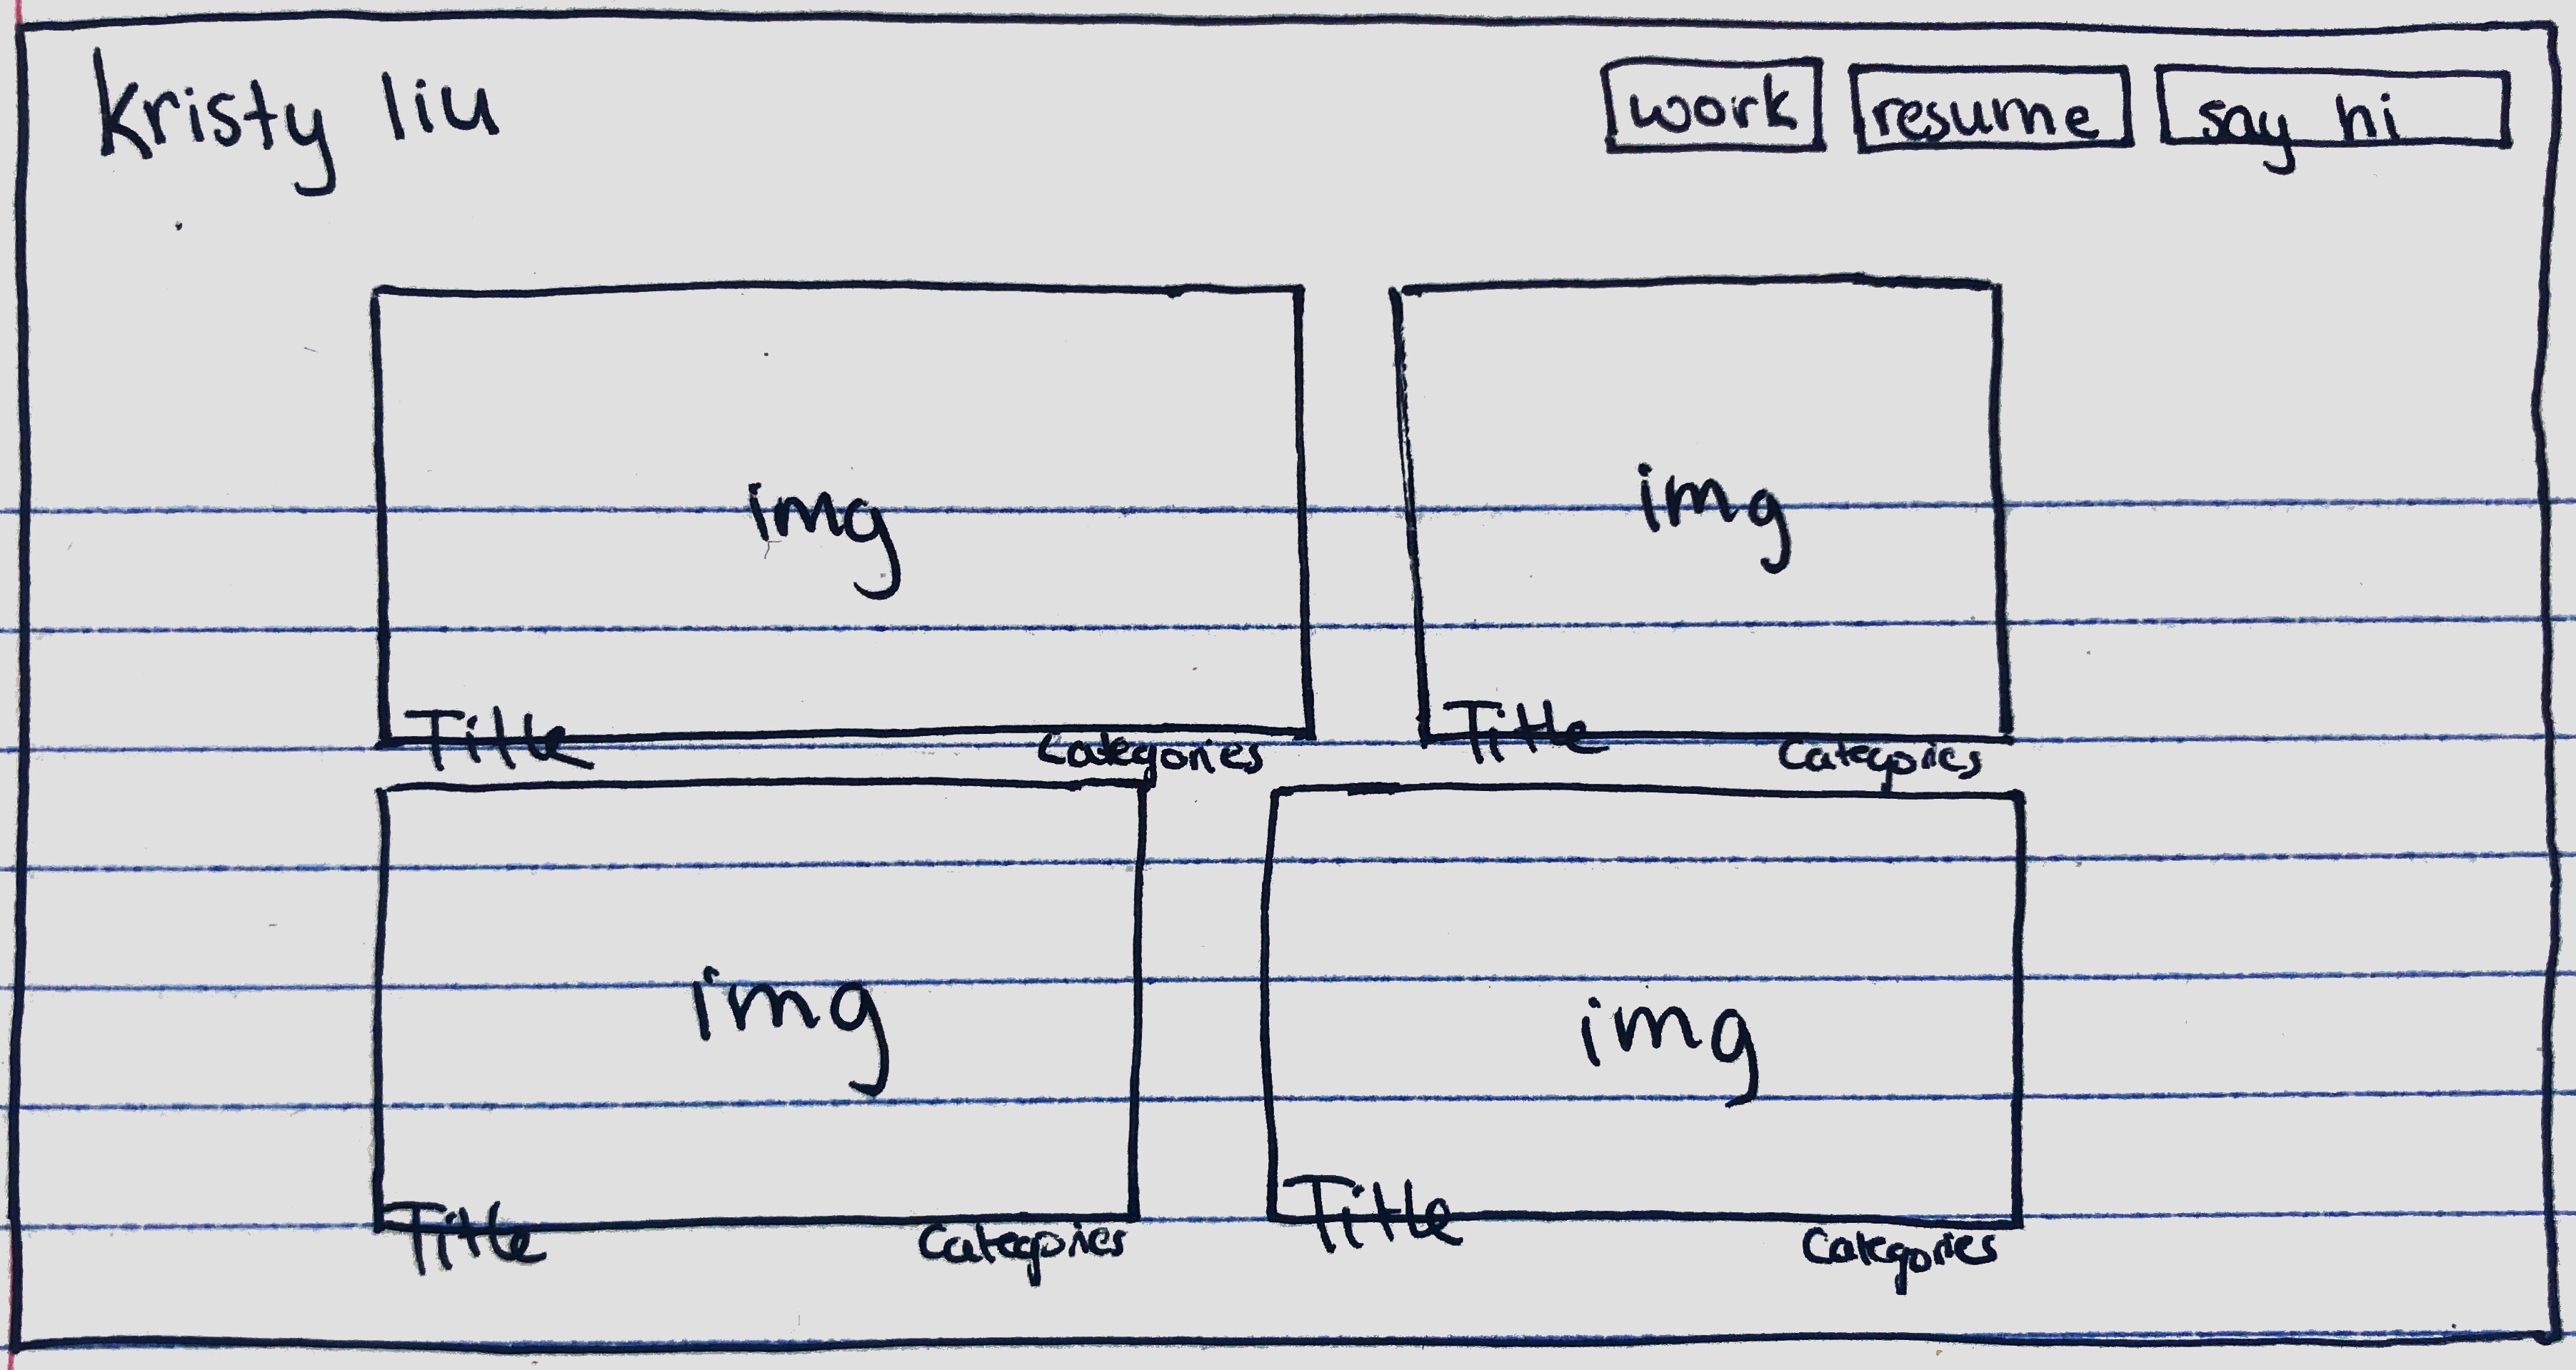 kristy liu
work
resume
say hi
img
img
Title
Categories
Title
Categories
img
img
Title
Categories
Title
Categories